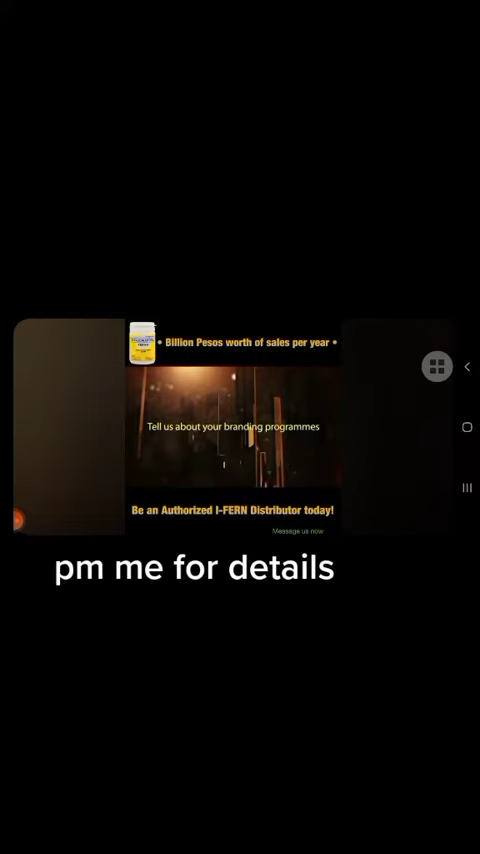 • Billion Pesos worth of sales per year •
Tell us about your branding programmes
Be an Authorized I-FERN Distributor today!
Message us now
pm me for details